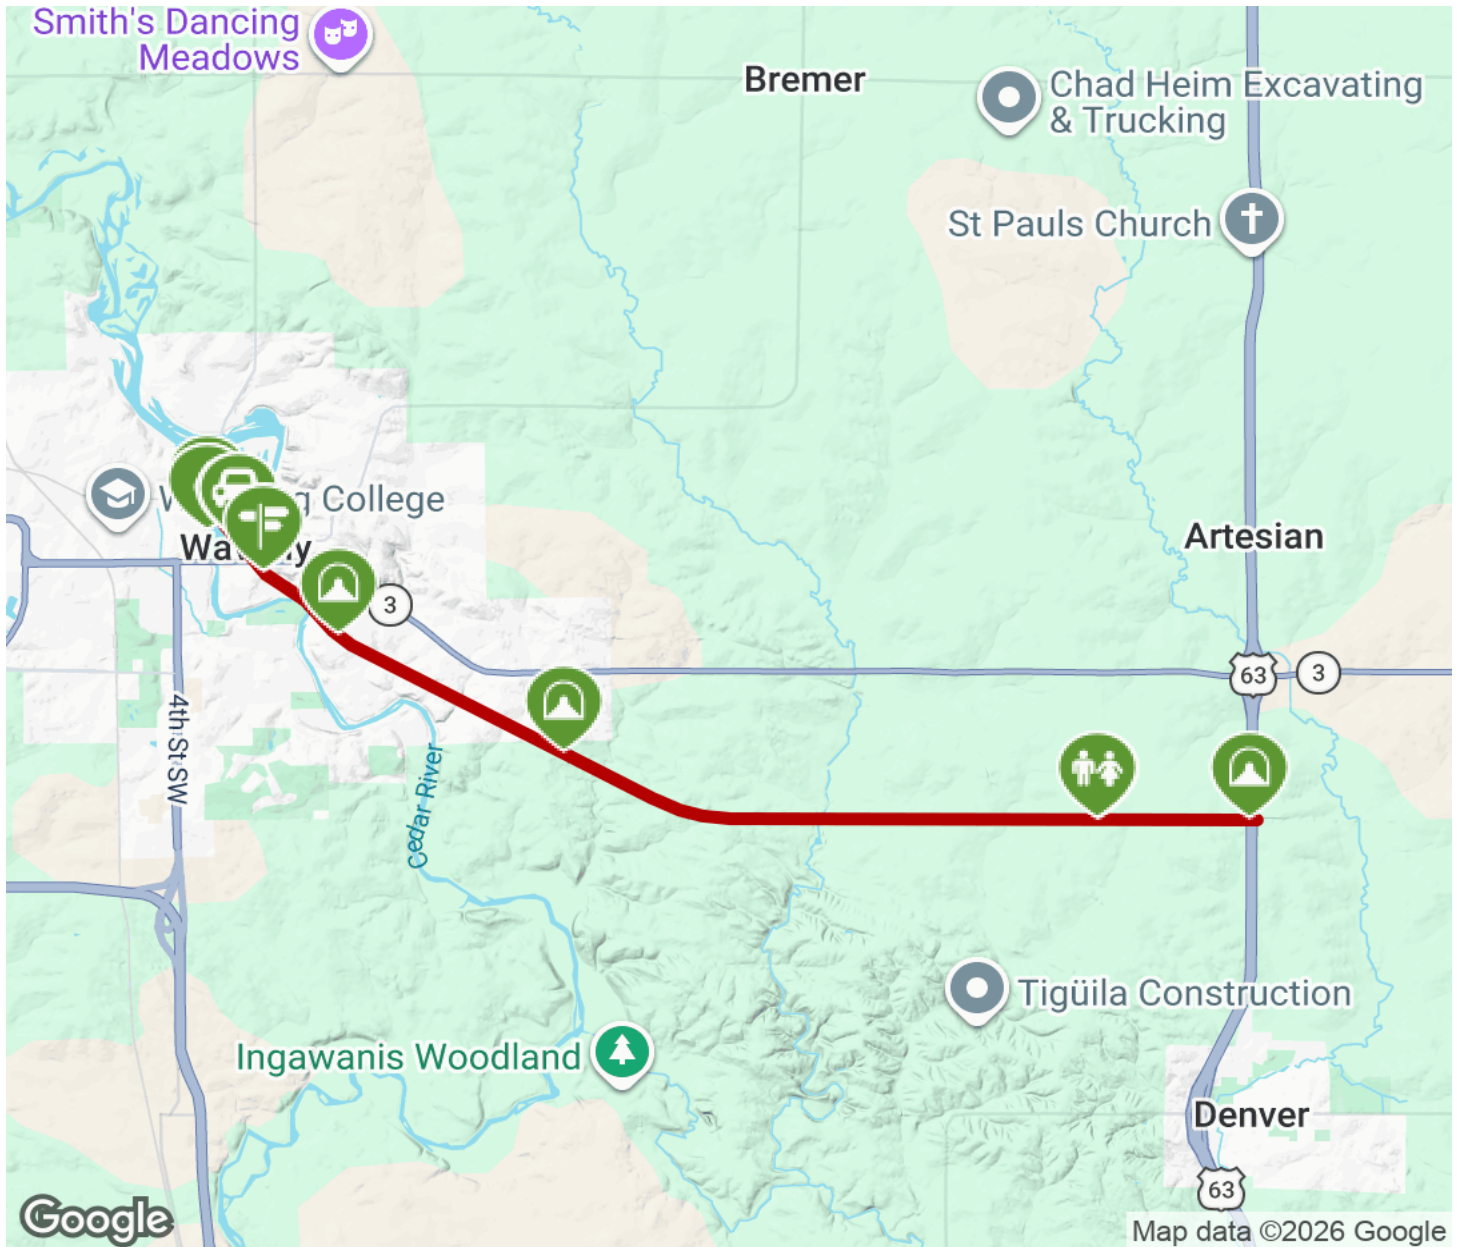 Smith's Dancing
Meadows
Bremer
Chad Heim Excavating
& Trucking
St Pauls Church
College
Artesian
3
63
3
4th St SW
Cedar River
Tigüila Construction
Ingawanis Woodland
Denver
63
Google
Map data ©2026 Google